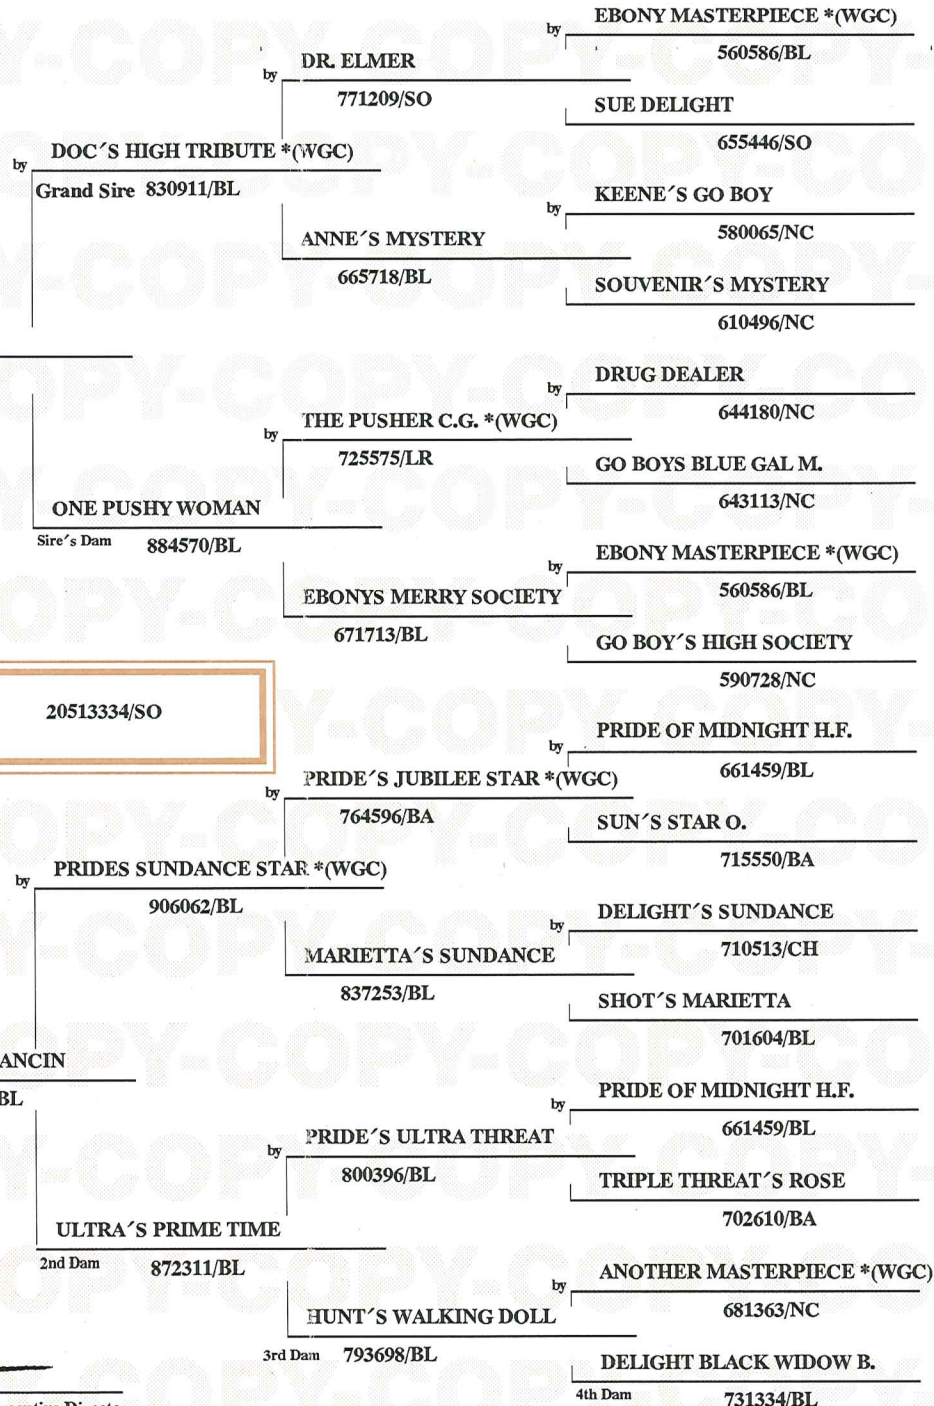 by EBONY MASTERPIECE *(WGC)
560586/BL
by DR. ELMER
771209/SO
SUE DELIGHT
655446/SO
by DOC´S HIGH TRIBUTE *(WGC)
Grand Sire 830911/BL
by KEENE´S GO BOY
580065/NC
ANNE´S MYSTERY
665718/BL
SOUVENIR´S MYSTERY
610496/NC
by DRUG DEALER
644180/NC
by THE PUSHER C.G. *(WGC)
725575/LR
GO BOYS BLUE GAL M.
643113/NC
ONE PUSHY WOMAN
Sire´s Dam 884570/BL
by EBONY MASTERPIECE *(WGC)
560586/BL
EBONYS MERRY SOCIETY
671713/BL
GO BOY´S HIGH SOCIETY
590728/NC
20513334/SO
by PRIDE OF MIDNIGHT H.F.
661459/BL
by PRIDE´S JUBILEE STAR *(WGC)
764596/BA
SUN´S STAR O.
715550/BA
by PRIDES SUNDANCE STAR *(WGC)
906062/BL
by DELIGHT´S SUNDANCE
710513/CH
MARIETTA´S SUNDANCE
837253/BL
SHOT´S MARIETTA
701604/BL
ANCIN
BL
by PRIDE OF MIDNIGHT H.F.
661459/BL
by PRIDE´S ULTRA THREAT
800396/BL
TRIPLE THREAT´S ROSE
702610/BA
ULTRA´S PRIME TIME
2nd Dam 872311/BL
by ANOTHER MASTERPIECE *(WGC)
681363/NC
HUNT´S WALKING DOLL
3rd Dam 793698/BL
DELIGHT BLACK WIDOW B.
4th Dam 731334/BL